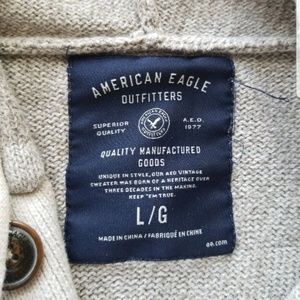 AMERICAN EAGLE
OUTFITTERS
SUPERIOR
QUALITY
A.E.O.
1977
QUALITY MANUFACTURED
GOODS
UNIQUE IN STYLE, OUR AEO VINTAGE
SWEATER WAS BORN OF A HERITAGE OVER
THREE DECADES IN THE MAKING.
KEEP 'EM TRUE.
L/G
MADE IN CHINA / FABRIQUÉ EN CHINE
ae.com